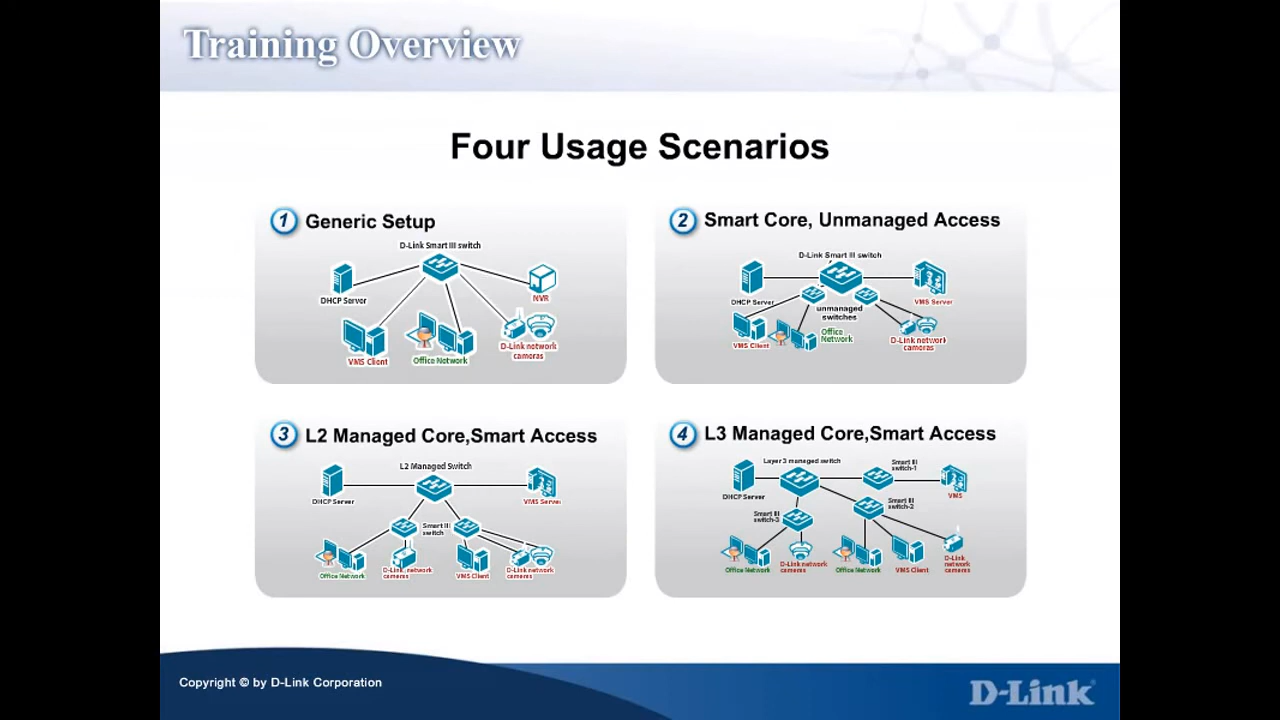 Training Overview
Four Usage Scenarios
1 Generic Setup
D-Link Smart III switch
DHCP Server
NVR
VMS Client
Office Network
D-Link network
cameras
2 Smart Core, Unmanaged Access
D-Link Smart III switch
DHCP Server
VMS Server
unmanaged
switches
VMS Client
Office
Network
D-Link network
cameras
3 L2 Managed Core,Smart Access
L2 Managed Switch
DHCP Server
VMS Server
Smart III
switch
Office Network
D-Link network
cameras
VMS Client
D-Link network
cameras
4 L3 Managed Core,Smart Access
Layer 3 managed switch
Smart III
switch-1
DHCP Server
VMS
Smart III
switch-2
Smart III
switch-3
Office Network
D-Link network
cameras
Office Network
VMS Client
D-Link
network
cameras
Copyright © by D-Link Corporation
D-Link®